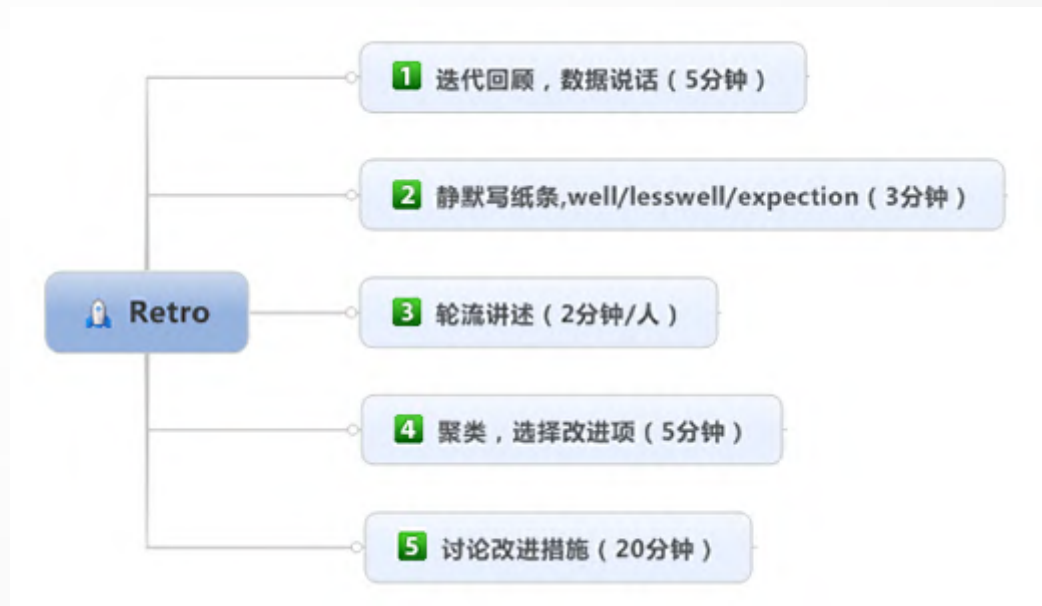 Retro
1 迭代回顾，数据说话（5分钟）
2 静默写纸条,well/lesswell/expection（3分钟）
3 轮流讲述（2分钟/人）
4 聚类，选择改进项（5分钟）
5 讨论改进措施（20分钟）